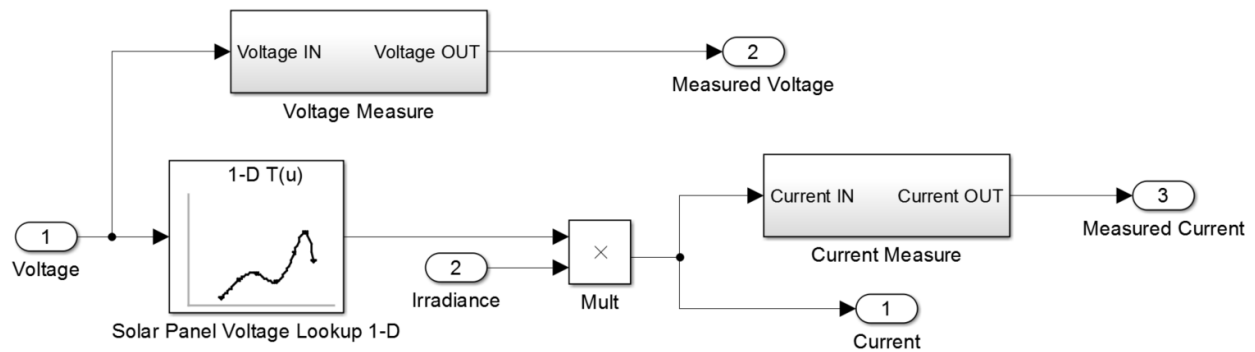 Voltage IN
Voltage OUT
Voltage Measure
2
Measured Voltage
1
Voltage
1-D T(u)
Solar Panel Voltage Lookup 1-D
2
Irradiance
×
Mult
Current IN
Current OUT
Current Measure
3
Measured Current
1
Current